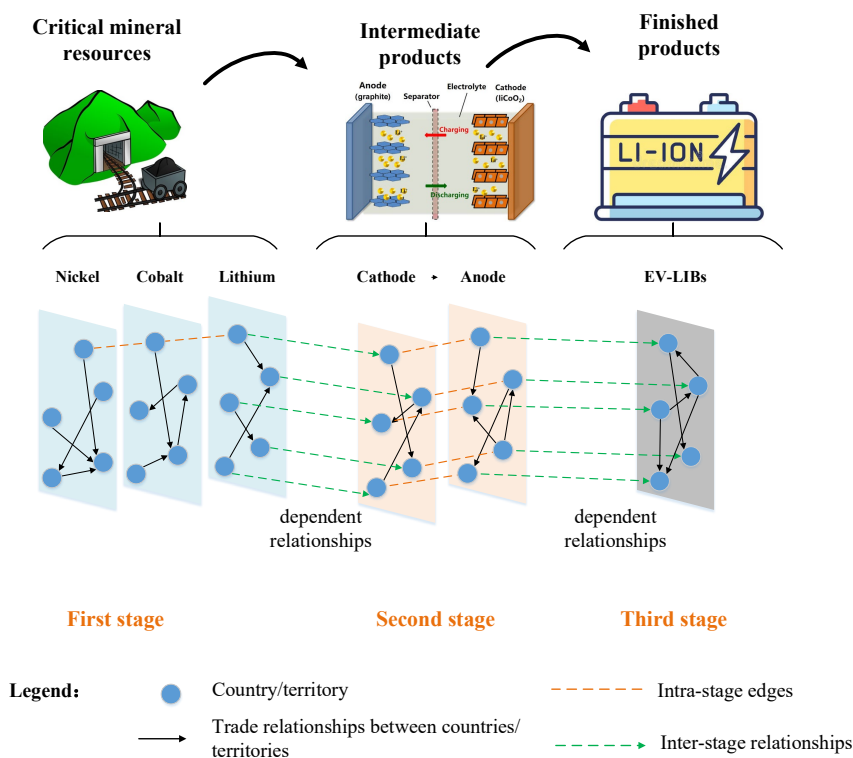 Critical mineral
resources
Intermediate
products
Finished
products
Anode
(graphite)
Separator
Electrolyte
Cathode
(liCoO₂)
Charging
Discharging
LI-ION
Nickel
Cobalt
Lithium
Cathode
Anode
EV-LIBs
dependent
relationships
dependent
relationships
First stage
Second stage
Third stage
Legend：
Country/territory
Intra-stage edges
Trade relationships between countries/
territories
Inter-stage relationships